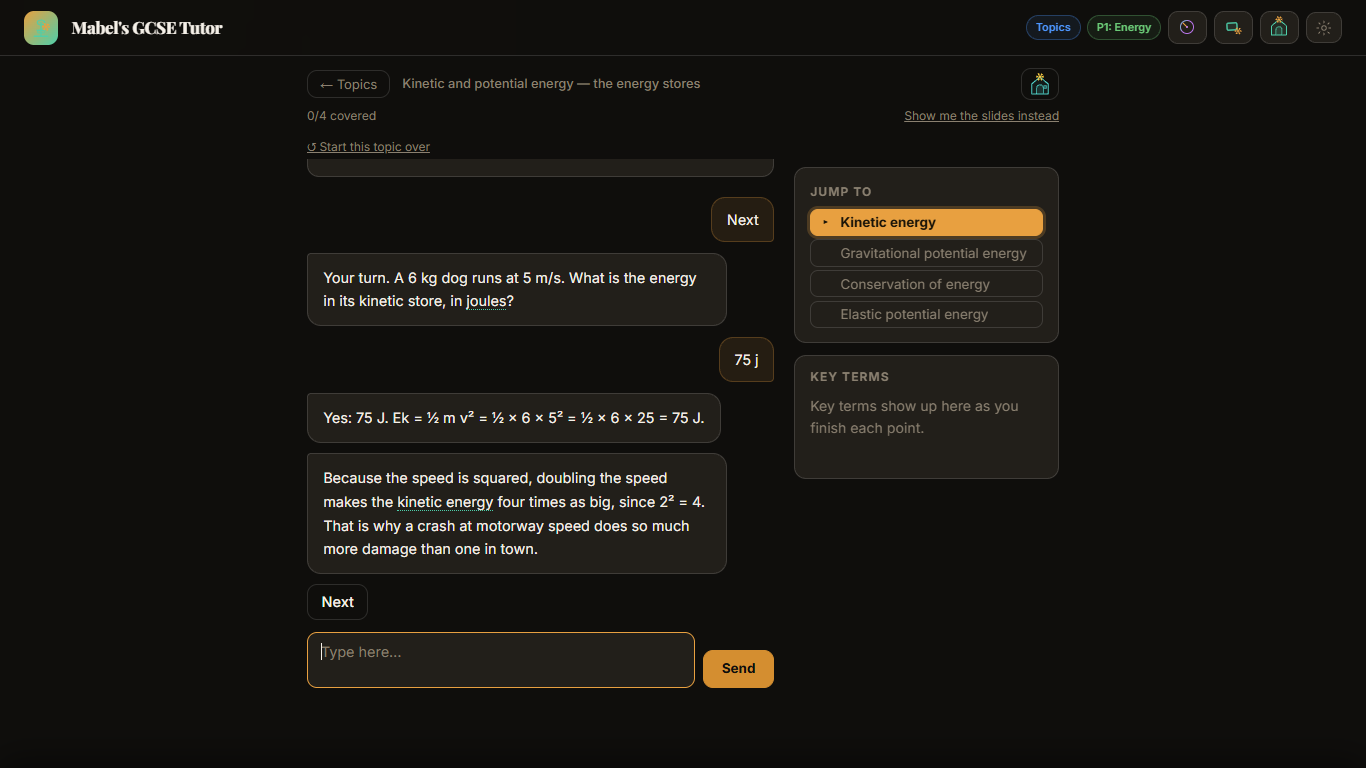 Mabel's GCSE Tutor
Topics
P1: Energy
← Topics
Kinetic and potential energy — the energy stores
0/4 covered
Show me the slides instead
↺ Start this topic over
Next
Your turn. A 6 kg dog runs at 5 m/s. What is the energy
in its kinetic store, in joules?
75 j
Yes: 75 J. Ek = ½ m v² = ½ × 6 × 5² = ½ × 6 × 25 = 75 J.
Because the speed is squared, doubling the speed
makes the kinetic energy four times as big, since 2² = 4.
That is why a crash at motorway speed does so much
more damage than one in town.
Next
Type here...
Send
JUMP TO
‣ Kinetic energy
Gravitational potential energy
Conservation of energy
Elastic potential energy
KEY TERMS
Key terms show up here as you
finish each point.